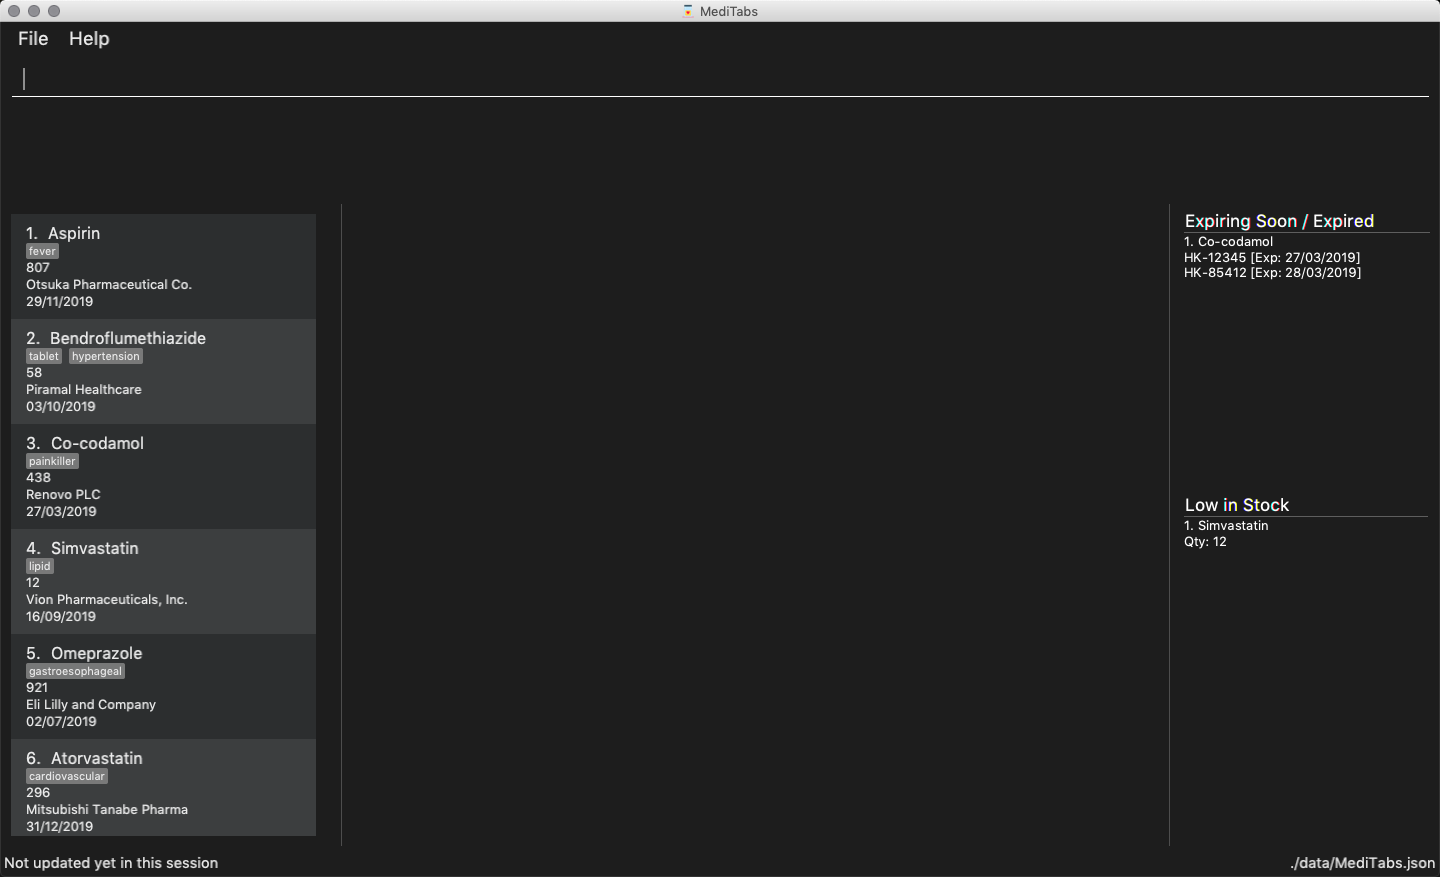 MediTabs
File Help
1. Aspirin
fever
807
Otsuka Pharmaceutical Co.
29/11/2019
2. Bendroflumethiazide
tablet hypertension
58
Piramal Healthcare
03/10/2019
3. Co-codamol
painkiller
438
Renovo PLC
27/03/2019
4. Simvastatin
lipid
12
Vion Pharmaceuticals, Inc.
16/09/2019
5. Omeprazole
gastroesophageal
921
Eli Lilly and Company
02/07/2019
6. Atorvastatin
cardiovascular
296
Mitsubishi Tanabe Pharma
31/12/2019
Expiring Soon / Expired
1. Co-codamol
HK-12345 [Exp: 27/03/2019]
HK-85412 [Exp: 28/03/2019]
Low in Stock
1. Simvastatin
Qty: 12
Not updated yet in this session
./data/MediTabs.json